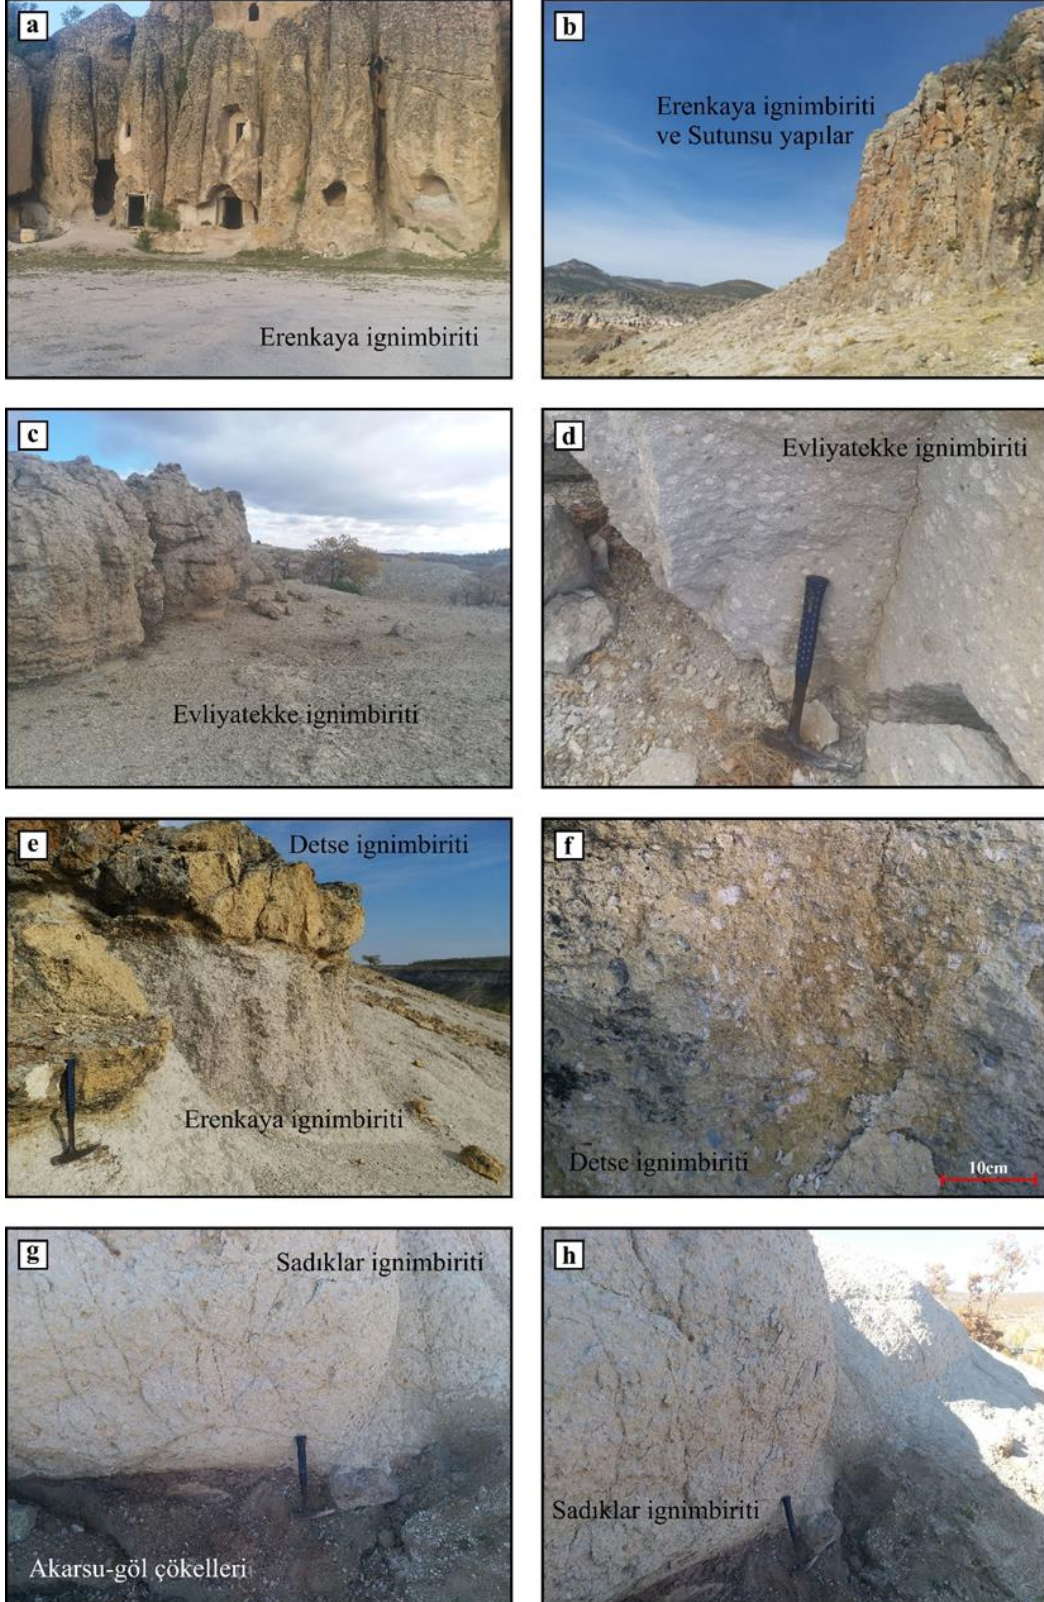 a
Erenkaya ignimbiriti
b
Erenkaya ignimbiriti
ve Sutunsu yapılar
c
Evliyatekke ignimbiriti
d
Evliyatekke ignimbiriti
e
Detse ignimbiriti
Erenkaya ignimbiriti
f
Detse ignimbiriti
10cm
g
Sadıklar ignimbiriti
Akarsu-göl çökelleri
h
Sadıklar ignimbiriti